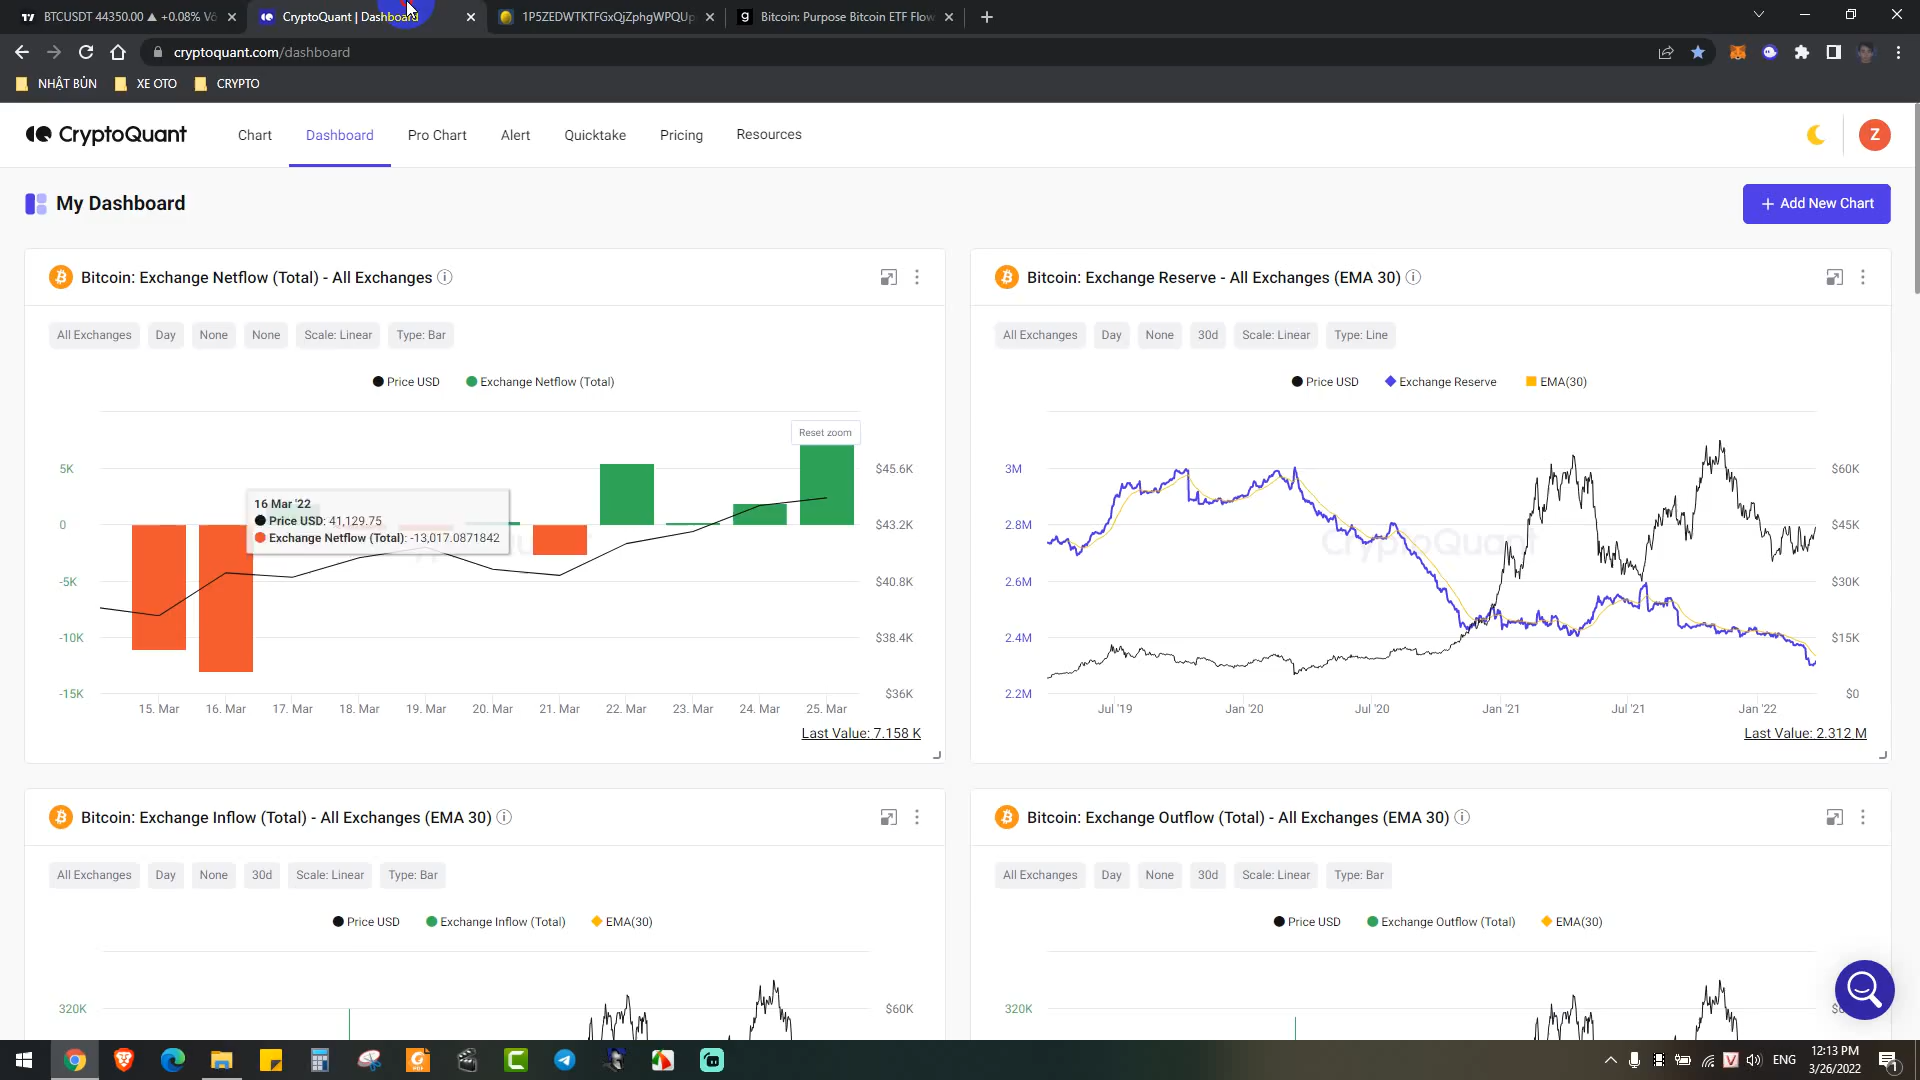 BTCUSDT 44350.00 ▲ +0.08% Vô
CryptoQuant | Dashboard
1P5ZEDWTKTFGxQjZphgWPQUp
Bitcoin: Purpose Bitcoin ETF Flow
cryptoquant.com/dashboard
NHẬT BỦN
XE OTO
CRYPTO
CryptoQuant
Chart
Dashboard
Pro Chart
Alert
Quicktake
Pricing
Resources
Z
My Dashboard
+ Add New Chart
Bitcoin: Exchange Netflow (Total) - All Exchanges
All Exchanges Day None None Scale: Linear Type: Bar
Price USD Exchange Netflow (Total)
Reset zoom
5K
0
-5K
-10K
-15K
$45.6K
$43.2K
$40.8K
$38.4K
$36K
16 Mar '22
Price USD: 41,129.75
Exchange Netflow (Total): -13,017.0871842
15. Mar 16. Mar 17. Mar 18. Mar 19. Mar 20. Mar 21. Mar 22. Mar 23. Mar 24. Mar 25. Mar
Last Value: 7.158 K
Bitcoin: Exchange Reserve - All Exchanges (EMA 30)
All Exchanges Day None 30d Scale: Linear Type: Line
Price USD Exchange Reserve EMA(30)
CryptoQuant
3M
2.8M
2.6M
2.4M
2.2M
$60K
$45K
$30K
$15K
$0
Jul '19 Jan '20 Jul '20 Jan '21 Jul '21 Jan '22
Last Value: 2.312 M
Bitcoin: Exchange Inflow (Total) - All Exchanges (EMA 30)
All Exchanges Day None 30d Scale: Linear Type: Bar
Price USD Exchange Inflow (Total) EMA(30)
320K
$60K
Bitcoin: Exchange Outflow (Total) - All Exchanges (EMA 30)
All Exchanges Day None 30d Scale: Linear Type: Bar
Price USD Exchange Outflow (Total) EMA(30)
320K
ENG
12:13 PM
3/26/2022